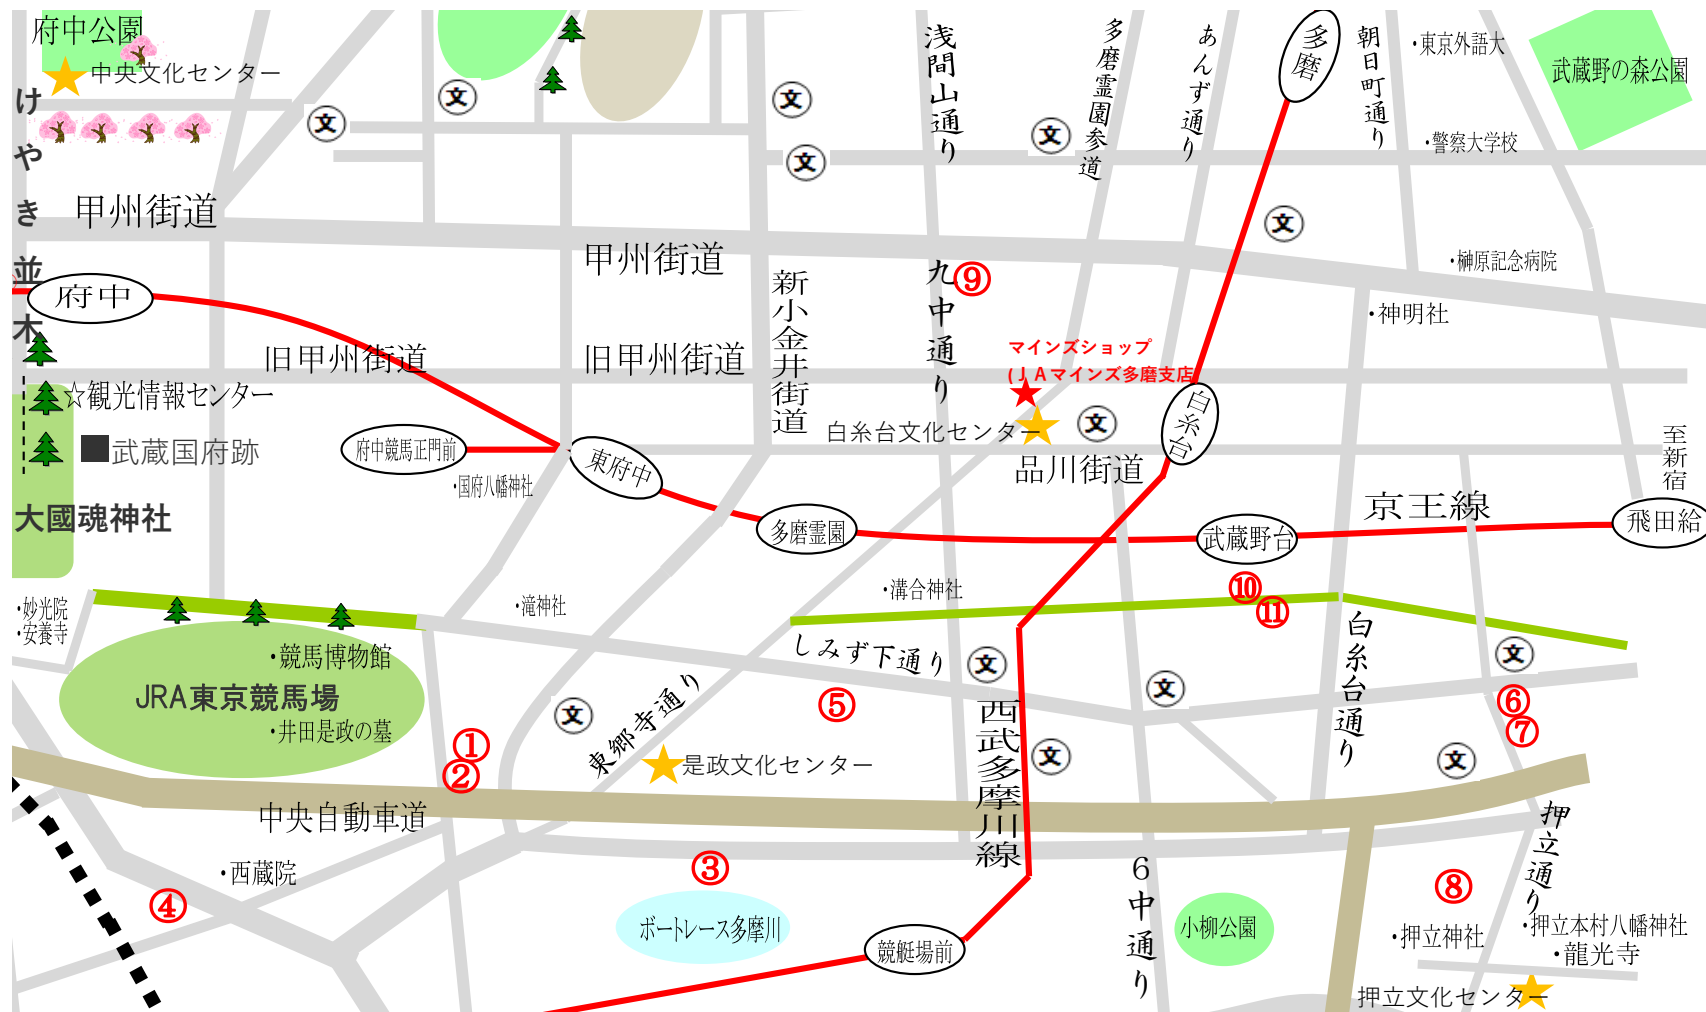 府中公園
中央文化センター
けやき並木
甲州街道
府中
旧甲州街道
☆観光情報センター
■武蔵国府跡
大國魂神社
・妙光院
・安養寺
・競馬博物館
JRA東京競馬場
・井田是政の墓
中央自動車道
・西蔵院
④
①
②
③
文
文
文
文
文
文
甲州街道
旧甲州街道
新小金井街道
府中競馬正門前
・国府八幡神社
東府中
多磨霊園
・滝神社
文
東郷寺通り
是政文化センター
⑤
ボートレース多摩川
競艇場前
浅間山通り
九中通り
⑨
多磨霊園参道
あんず通り
多磨
朝日町通り
・東京外語大
武蔵野の森公園
・警察大学校
・榊原記念病院
・神明社
マインズショップ
(JAマインズ多磨支店
白糸台文化センター
文
白糸台
品川街道
京王線
至新宿
飛田給
武蔵野台
・溝合神社
⑩
⑪
しみず下通り
文
文
文
文
文
西武多摩川線
白糸台通り
⑥
⑦
押立通り
6中通り
小柳公園
⑧
・押立神社
・押立本村八幡神社
・龍光寺
押立文化センター